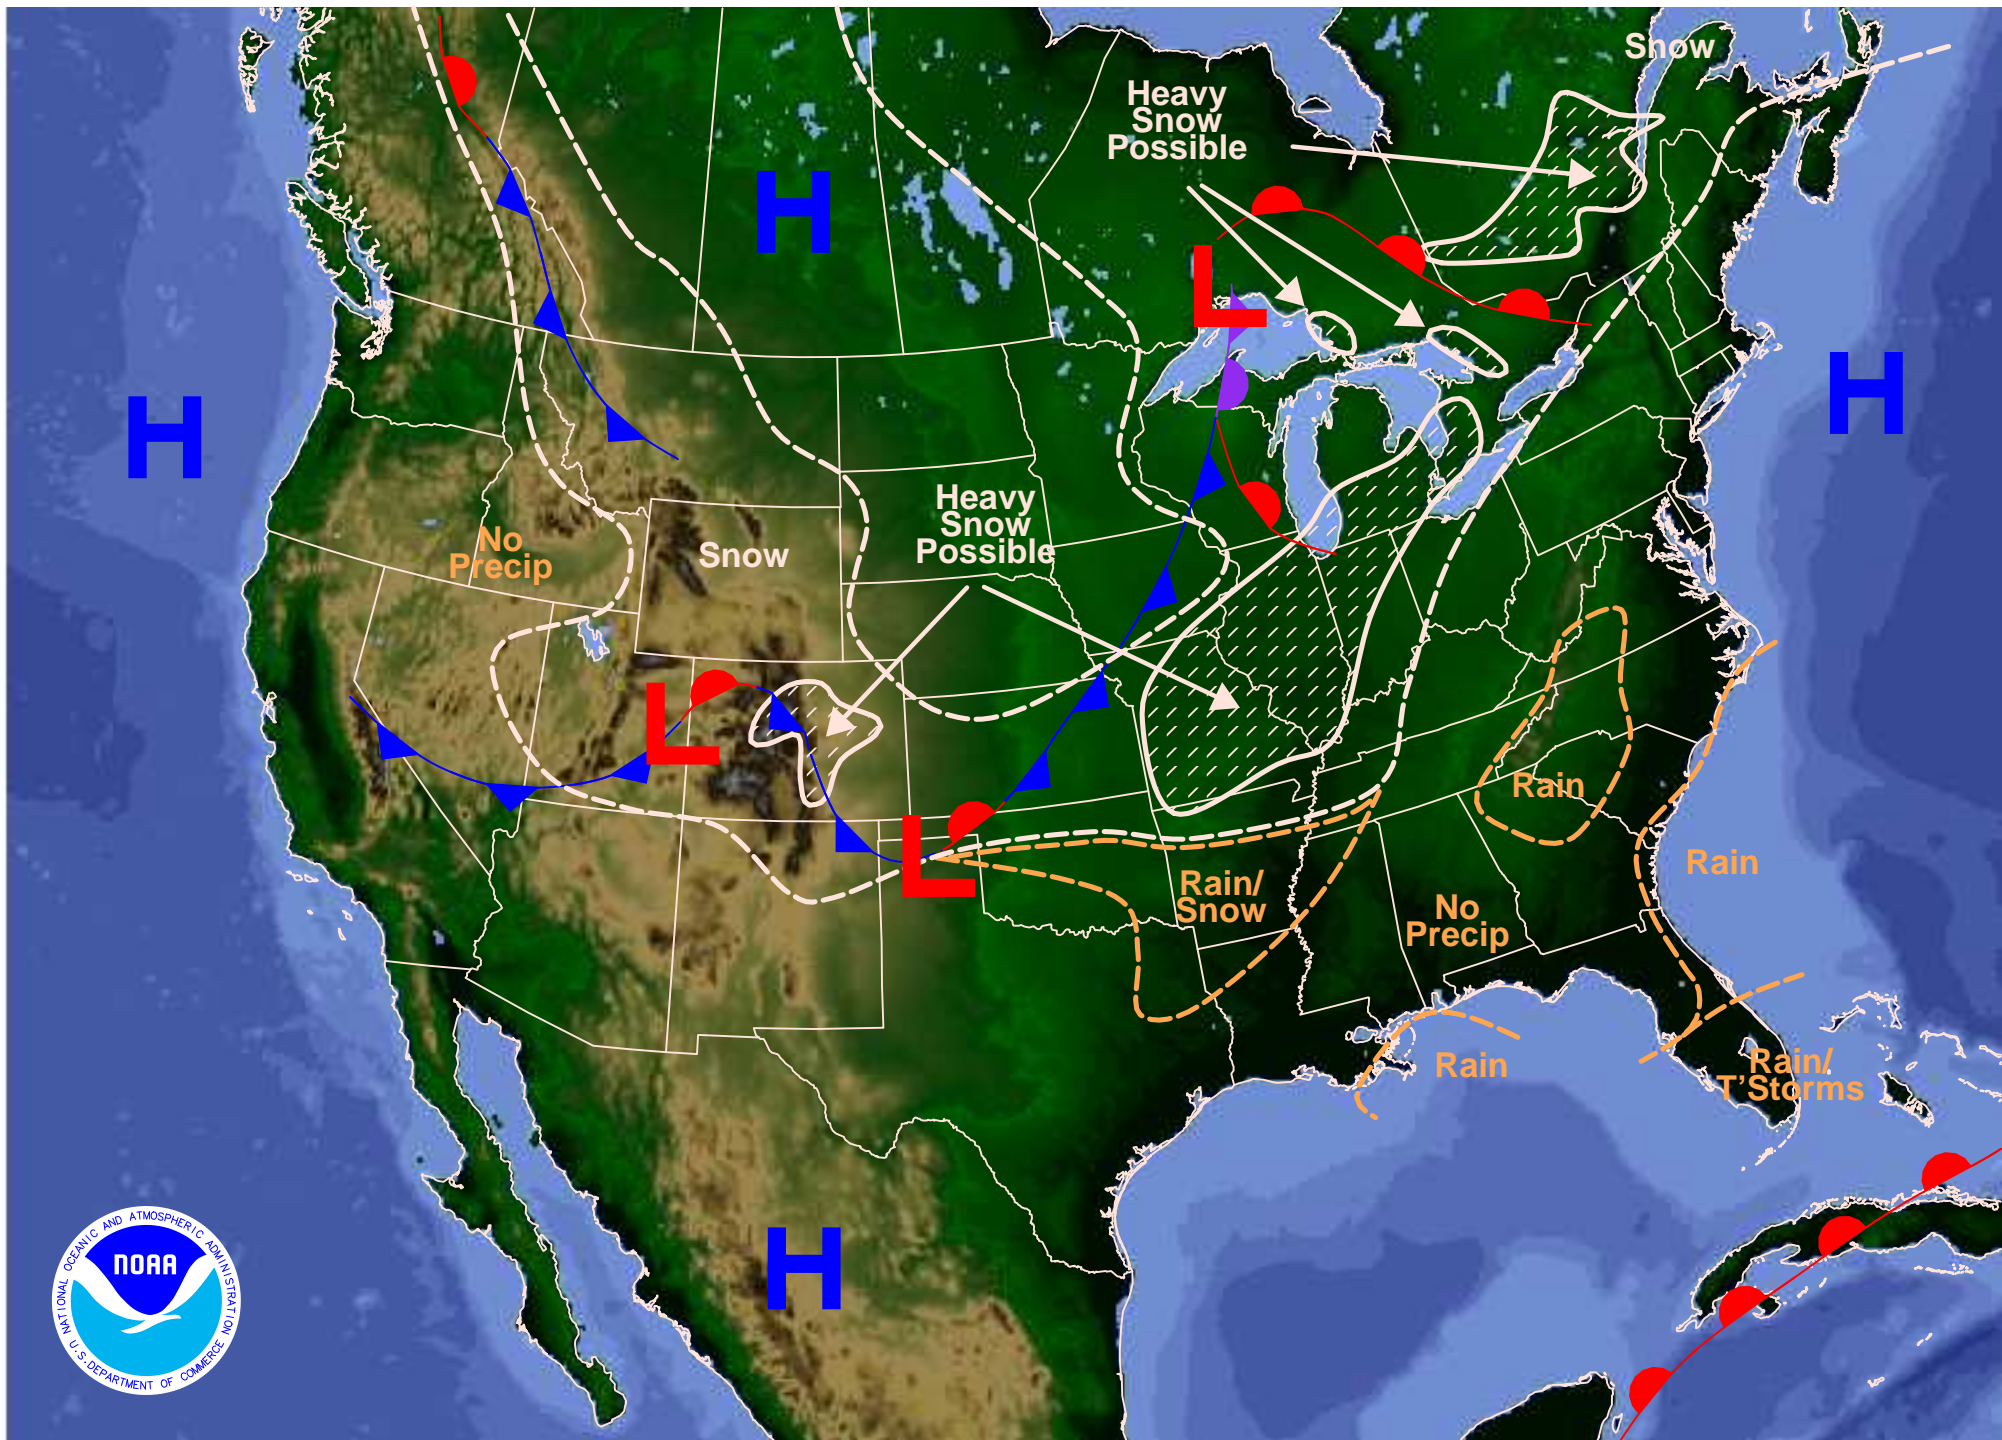 Snow
Heavy
Snow
Possible
H
L
H
H
Heavy
Snow
Possible
No
Precip
Snow
L
Rain
L
Rain
Rain/
Snow
No
Precip
Rain
Rain/
T'Storms
H
NATIONAL OCEANIC AND ATMOSPHERIC ADMINISTRATION
NOAA
U.S. DEPARTMENT OF COMMERCE